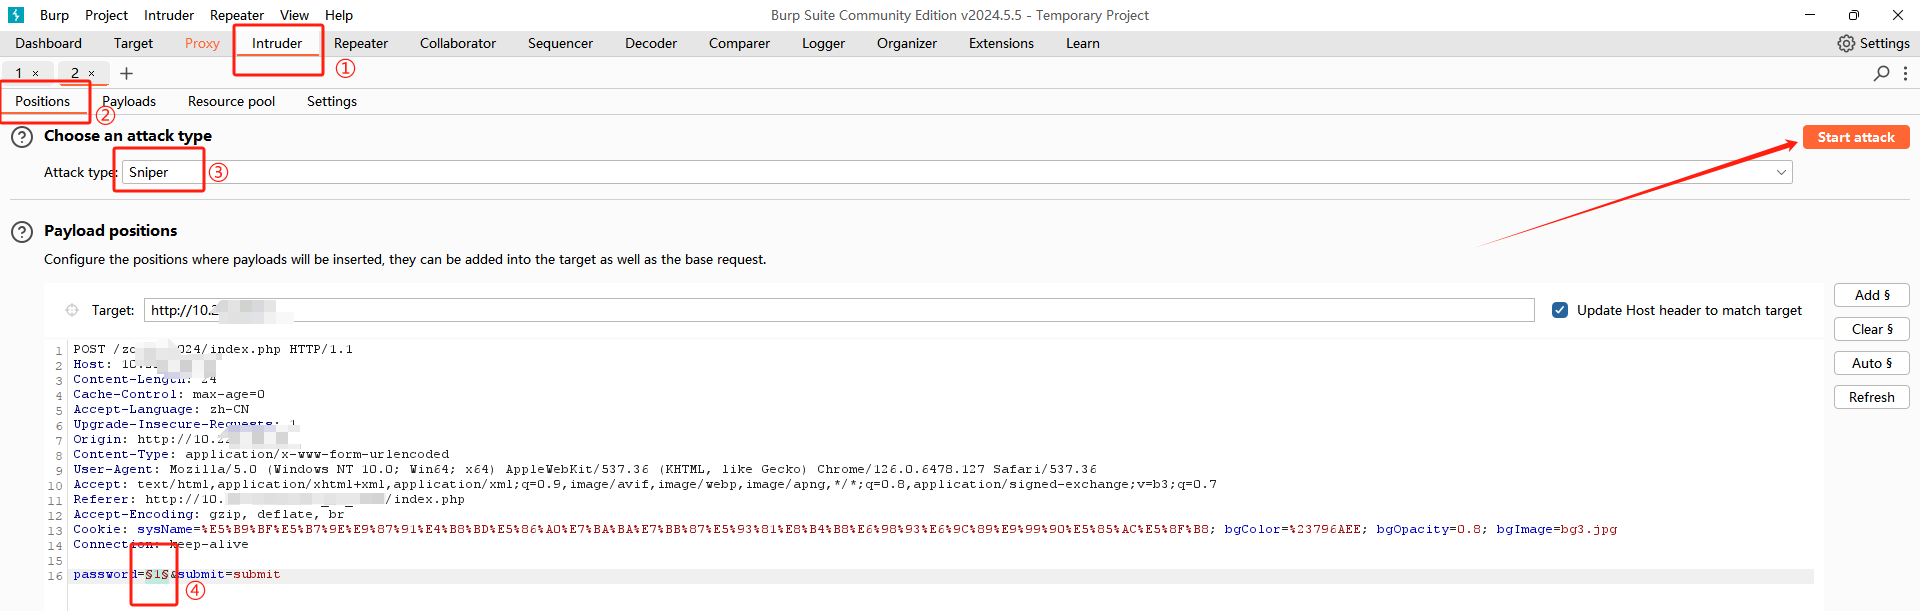 Burp Project Intruder Repeater View Help Burp Suite Community Edition v2024.5.5 - Temporary Project
Dashboard Target Proxy Intruder Repeater Collaborator Sequencer Decoder Comparer Logger Organizer Extensions Learn Settings
①
1 × 2 × +
Positions Payloads Resource pool Settings
②
Choose an attack type
Start attack
Attack type: Sniper ③
Payload positions
Configure the positions where payloads will be inserted, they can be added into the target as well as the base request.
Target: http://10. Update Host header to match target
Add §
Clear §
Auto §
Refresh
1 POST /zc 024/index.php HTTP/1.1
2 Host: 10.
3 Content-Length: 24
4 Cache-Control: max-age=0
5 Accept-Language: zh-CN
6 Upgrade-Insecure-Requests: 1
7 Origin: http://10.
8 Content-Type: application/x-www-form-urlencoded
9 User-Agent: Mozilla/5.0 (Windows NT 10.0; Win64; x64) AppleWebKit/537.36 (KHTML, like Gecko) Chrome/126.0.6478.127 Safari/537.36
10 Accept: text/html,application/xhtml+xml,application/xml;q=0.9,image/avif,image/webp,image/apng,*/*;q=0.8,application/signed-exchange;v=b3;q=0.7
11 Referer: http://10. /index.php
12 Accept-Encoding: gzip, deflate, br
13 Cookie: sysName=%E5%B9%BF%E5%B7%9E%E9%87%91%E4%B8%BD%E5%86%A0%E7%BA%BA%E7%BB%87%E5%93%81%E8%B4%B8%E6%98%93%E6%9C%89%E9%99%90%E5%85%AC%E5%8F%B8; bgColor=%23796AEE; bgOpacity=0.8; bgImage=bg3.jpg
14 Connection: keep-alive
15
16 password=§1§&submit=submit
④